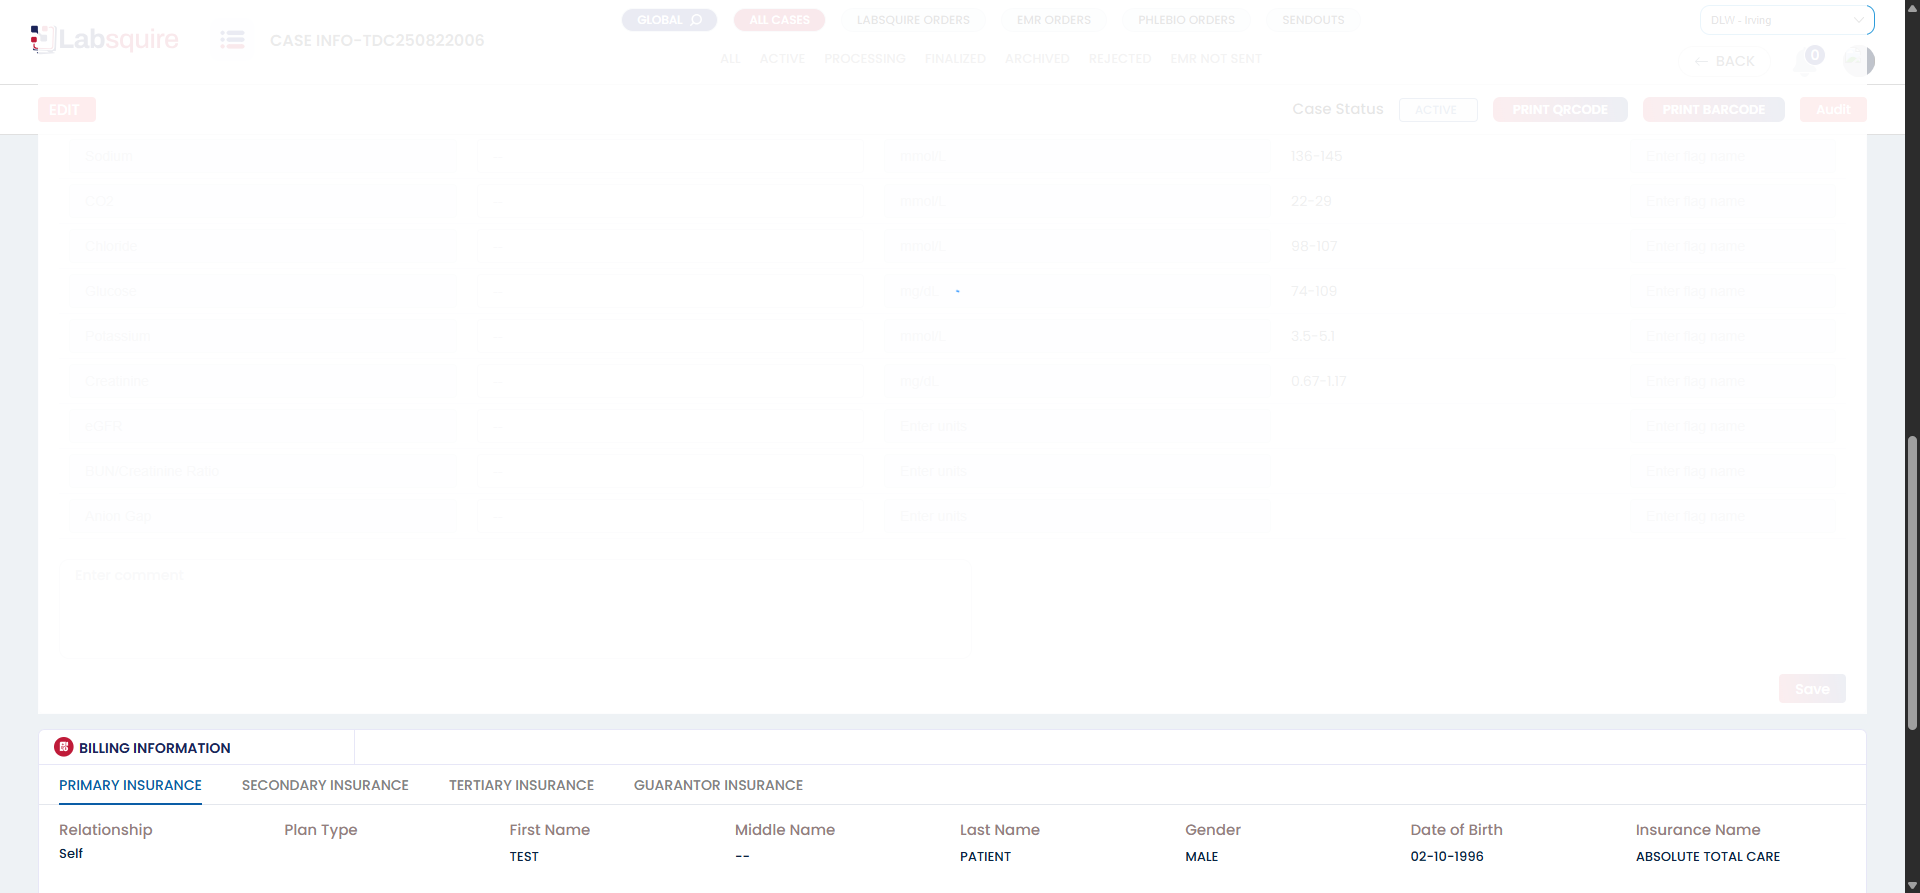 Labsquire
CASE INFO-TDC250822006
GLOBAL
ALL CASES
LABSQUIRE ORDERS
EMR ORDERS
PHLEBIO ORDERS
SENDOUTS
DLW - Irving
ALL
ACTIVE
PROCESSING
FINALIZED
ARCHIVED
REJECTED
EMR NOT SENT
BACK
0
EDIT
Case Status
ACTIVE
PRINT QRCODE
PRINT BARCODE
Audit
Sodium -- mmol/L 136-145 Enter flag name
CO2 -- mmol/L 22-29 Enter flag name
Chloride -- mmol/L 98-107 Enter flag name
Glucose -- mg/dl 74-109 Enter flag name
Potassium -- mmol/L 3.5-5.1 Enter flag name
Creatinine -- mg/dl 0.67-1.17 Enter flag name
eGFR -- Enter units Enter flag name
BUN/Creatinine Ratio -- Enter units Enter flag name
Anion Gap -- Enter units Enter flag name
Enter comment
Save
BILLING INFORMATION
PRIMARY INSURANCE
SECONDARY INSURANCE
TERTIARY INSURANCE
GUARANTOR INSURANCE
Relationship Plan Type First Name Middle Name Last Name Gender Date of Birth Insurance Name
Self TEST -- PATIENT MALE 02-10-1996 ABSOLUTE TOTAL CARE